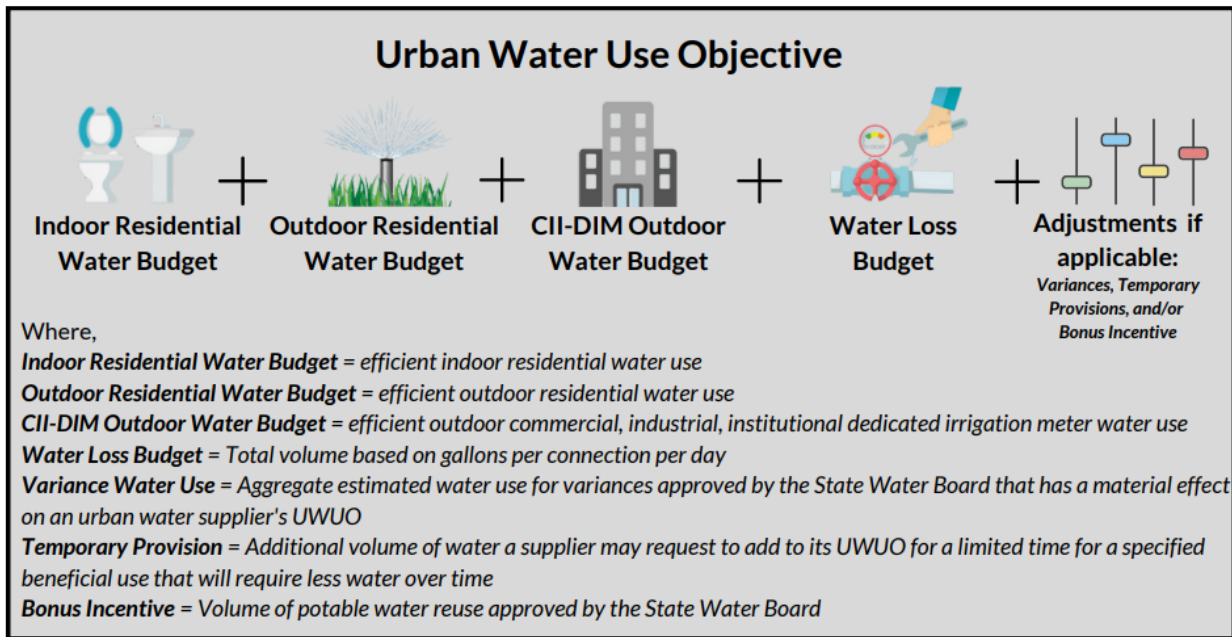 Urban Water Use Objective
Indoor Residential
Water Budget
+
Outdoor Residential
Water Budget
+
CII-DIM Outdoor
Water Budget
+
Water Loss
Budget
+
Adjustments if
applicable:
Variances, Temporary
Provisions, and/or
Bonus Incentive
Where,
Indoor Residential Water Budget = efficient indoor residential water use
Outdoor Residential Water Budget = efficient outdoor residential water use
CII-DIM Outdoor Water Budget = efficient outdoor commercial, industrial, institutional dedicated irrigation meter water use
Water Loss Budget = Total volume based on gallons per connection per day
Variance Water Use = Aggregate estimated water use for variances approved by the State Water Board that has a material effect
on an urban water supplier's UWUO
Temporary Provision = Additional volume of water a supplier may request to add to its UWUO for a limited time for a specified
beneficial use that will require less water over time
Bonus Incentive = Volume of potable water reuse approved by the State Water Board